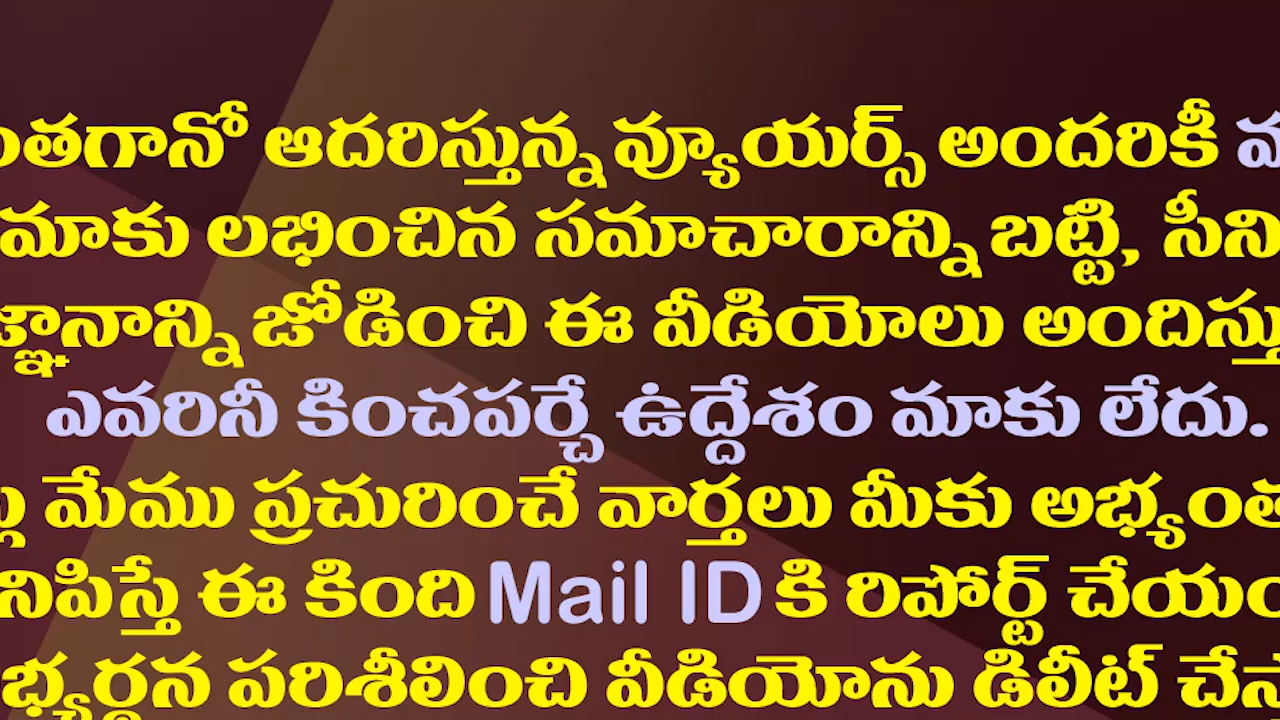 ంతగానో ఆదరిస్తున్న వ్యూయర్స్ అందరికీ
మాకు లభించిన సమాచారాన్ని బట్టి, సీని
జ్ఞానాన్ని జోడించి ఈ వీడియోలు అందిస్తు
ఎవరినీ కించపర్చే ఉద్దేశం మాకు లేదు.
మేము ప్రచురించే వార్తలు మీకు అభ్యంత
నిపిస్తే ఈ కింది Mail ID కి రిపోర్ట్ చేయం
భ్యర్థన పరిశీలించి వీడియోను డిలీట్ చేస